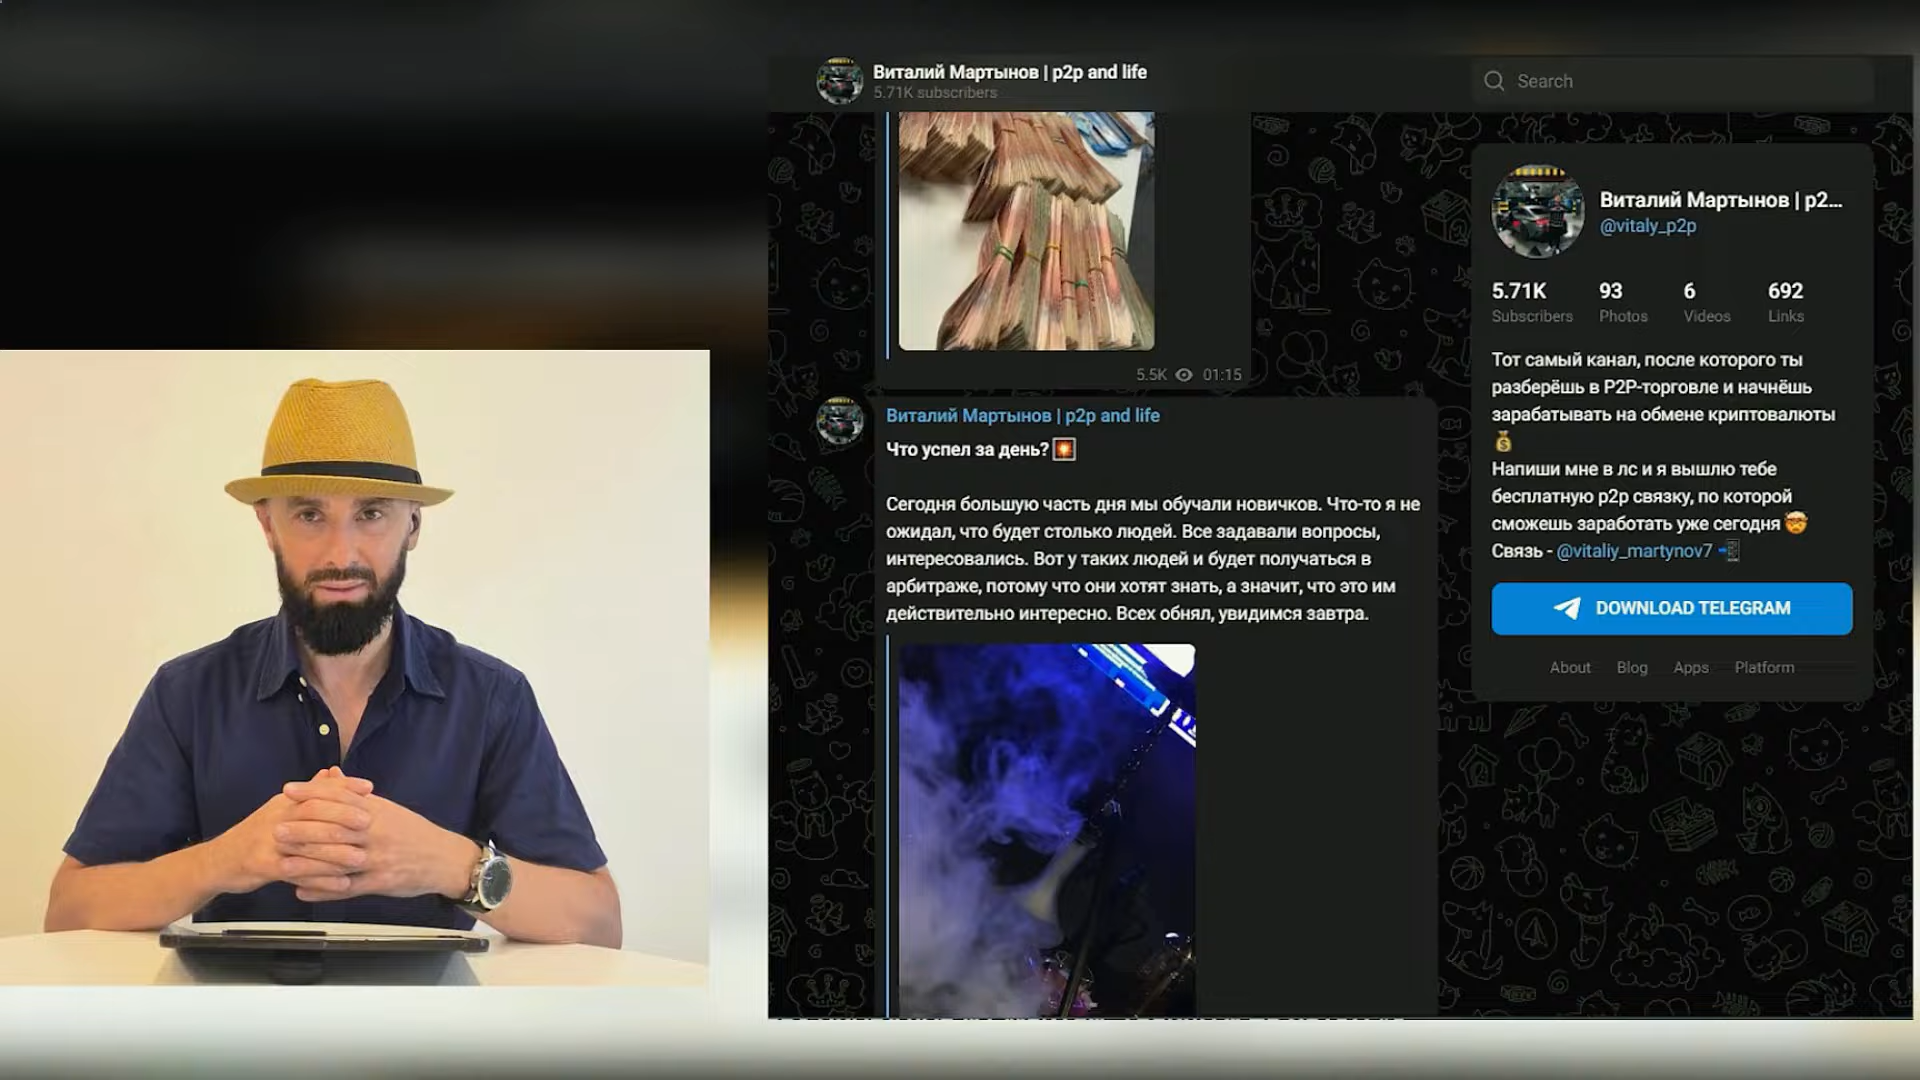 Виталий Мартынов | p2p and life
5.71K subscribers
Search
5.5K 01:15
Виталий Мартынов | p2p and life
Что успел за день?
Сегодня большую часть дня мы обучали новичков. Что-то я не
ожидал, что будет столько людей. Все задавали вопросы,
интересовались. Вот у таких людей и будет получаться в
арбитраже, потому что они хотят знать, а значит, что это им
действительно интересно. Всех обнял, увидимся завтра.
Виталий Мартынов | p2...
@vitaly_p2p
5.71K 93 6 692
Subscribers Photos Videos Links
Тот самый канал, после которого ты
разберёшь в P2P-торговле и начнёшь
зарабатывать на обмене криптовалюты
💰
Напиши мне в лс и я вышлю тебе
бесплатную p2p связку, по которой
сможешь заработать уже сегодня 🤯
Связь - @vitaliy_martynov7 📲
DOWNLOAD TELEGRAM
About Blog Apps Platform